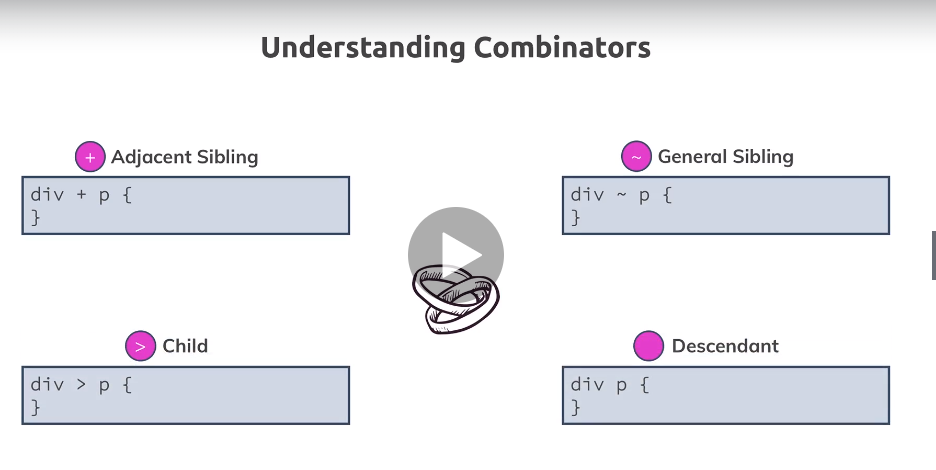 Understanding Combinators
+ Adjacent Sibling
div + p {
}
~ General Sibling
div ~ p {
}
> Child
div > p {
}
Descendant
div p {
}